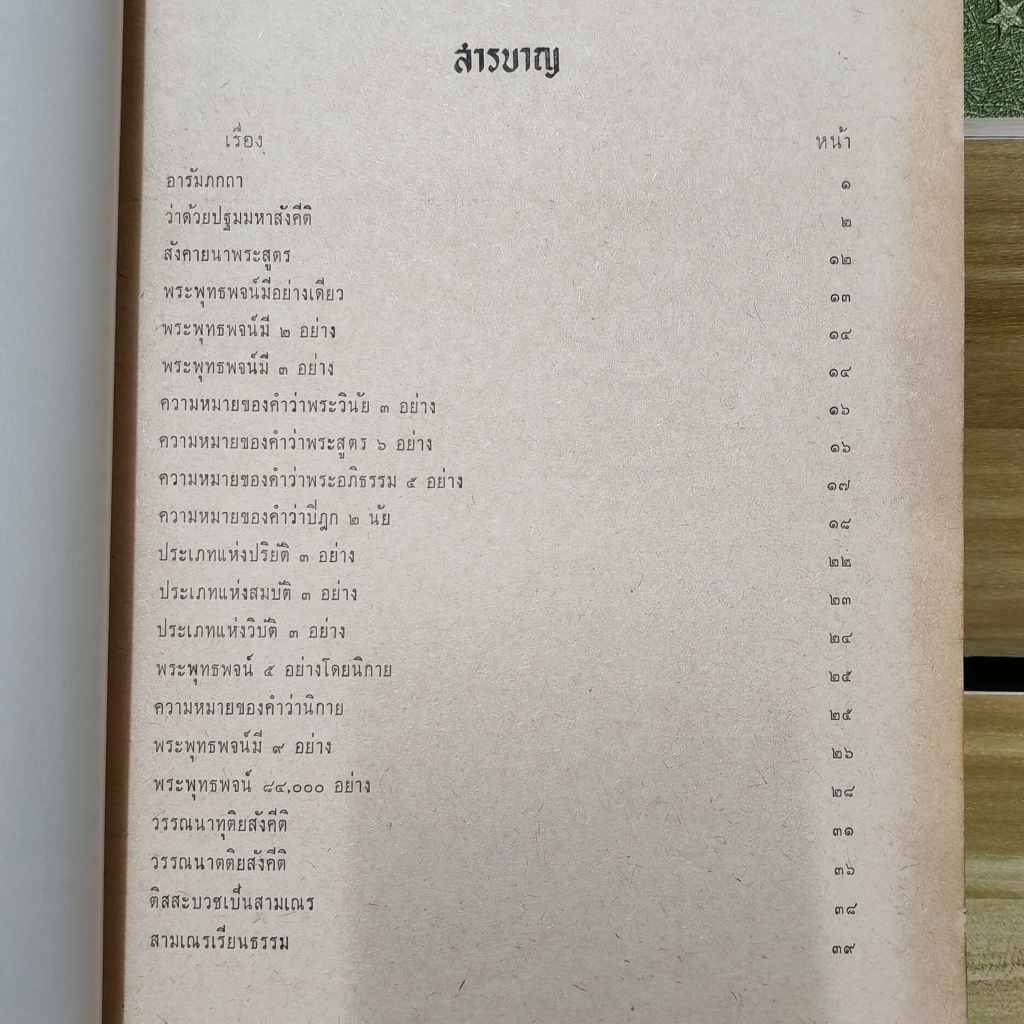 สารบาญ
เรื่อง หน้า
อารัมภกถา ๑
ว่าด้วยปฐมมหาสังคีติ ๒
สังคายนาพระสูตร ๑๒
พระพุทธพจน์มีอย่างเดียว ๑๓
พระพุทธพจน์มี ๒ อย่าง ๑๔
พระพุทธพจน์มี ๓ อย่าง ๑๔
ความหมายของคำว่าพระวินัย ๓ อย่าง ๑๖
ความหมายของคำว่าพระสูตร ๖ อย่าง ๑๖
ความหมายของคำว่าพระอภิธรรม ๕ อย่าง ๑๗
ความหมายของคำว่าปิฎก ๒ นัย ๑๘
ประเภทแห่งปริยัติ ๓ อย่าง ๒๒
ประเภทแห่งสมบัติ ๓ อย่าง ๒๓
ประเภทแห่งวิบัติ ๓ อย่าง ๒๔
พระพุทธพจน์ ๕ อย่างโดยนิกาย ๒๕
ความหมายของคำว่านิกาย ๒๕
พระพุทธพจน์มี ๙ อย่าง ๒๖
พระพุทธพจน์ ๘๔,๐๐๐ อย่าง ๒๘
วรรณนาทุติยสังคีติ ๓๑
วรรณนาตติยสังคีติ ๓๖
ติสสะบวชเป็นสามเณร ๓๘
สามเณรเรียนธรรม ๓๙